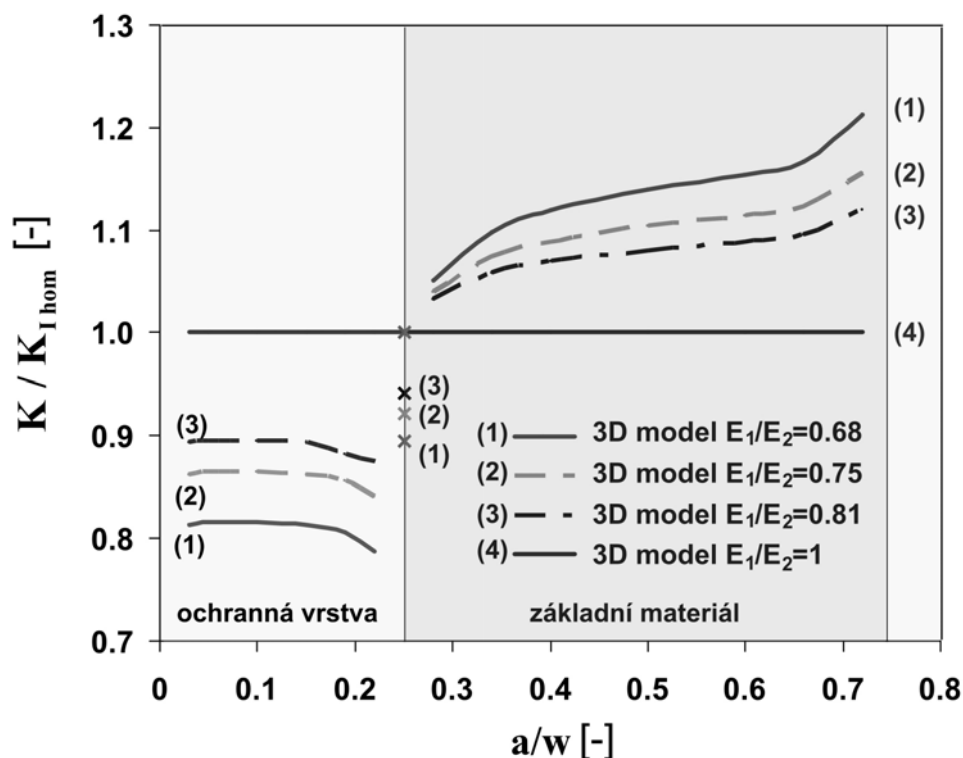 1.3
1.2
1.1
1.0
0.9
0.8
0.7
K / K_I hom [-]
(1)
(2)
(3)
(4)
(3)
(2)
(1)
(3)
(2)
(1)
(1) 3D model E₁/E₂=0.68
(2) 3D model E₁/E₂=0.75
(3) 3D model E₁/E₂=0.81
(4) 3D model E₁/E₂=1
ochranná vrstva
základní materiál
0 0.1 0.2 0.3 0.4 0.5 0.6 0.7 0.8
a/w [-]